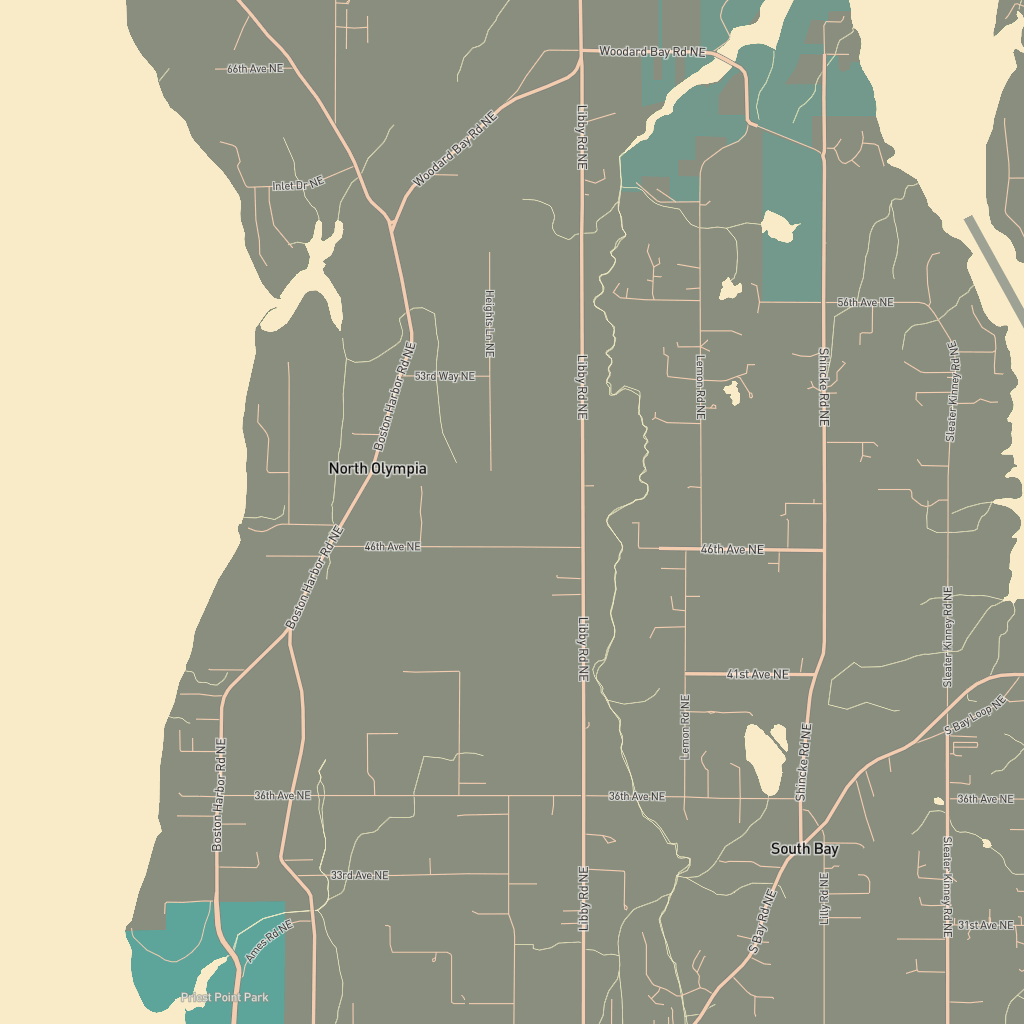 Woodard Bay Rd NE
66th Ave NE
Libby Rd NE
Woodard Bay Rd NE
Inlet Dr NE
56th Ave NE
Heights Ln NE
Boston Harbor Rd NE
53rd Way NE
Libby Rd NE
Lemon Rd NE
Shincke Rd NE
Sleater Kinney Rd NE
North Olympia
46th Ave NE
46th Ave NE
Boston Harbor Rd NE
Libby Rd NE
Sleater Kinney Rd NE
41st Ave NE
Lemon Rd NE
S Bay Loop NE
Shincke Rd NE
Boston Harbor Rd NE
36th Ave NE
36th Ave NE
36th Ave NE
South Bay
33rd Ave NE
Libby Rd NE
Lilly Rd NE
Sleater Kinney Rd NE
S Bay Rd NE
31st Ave NE
Ames Rd NE
Priest Point Park